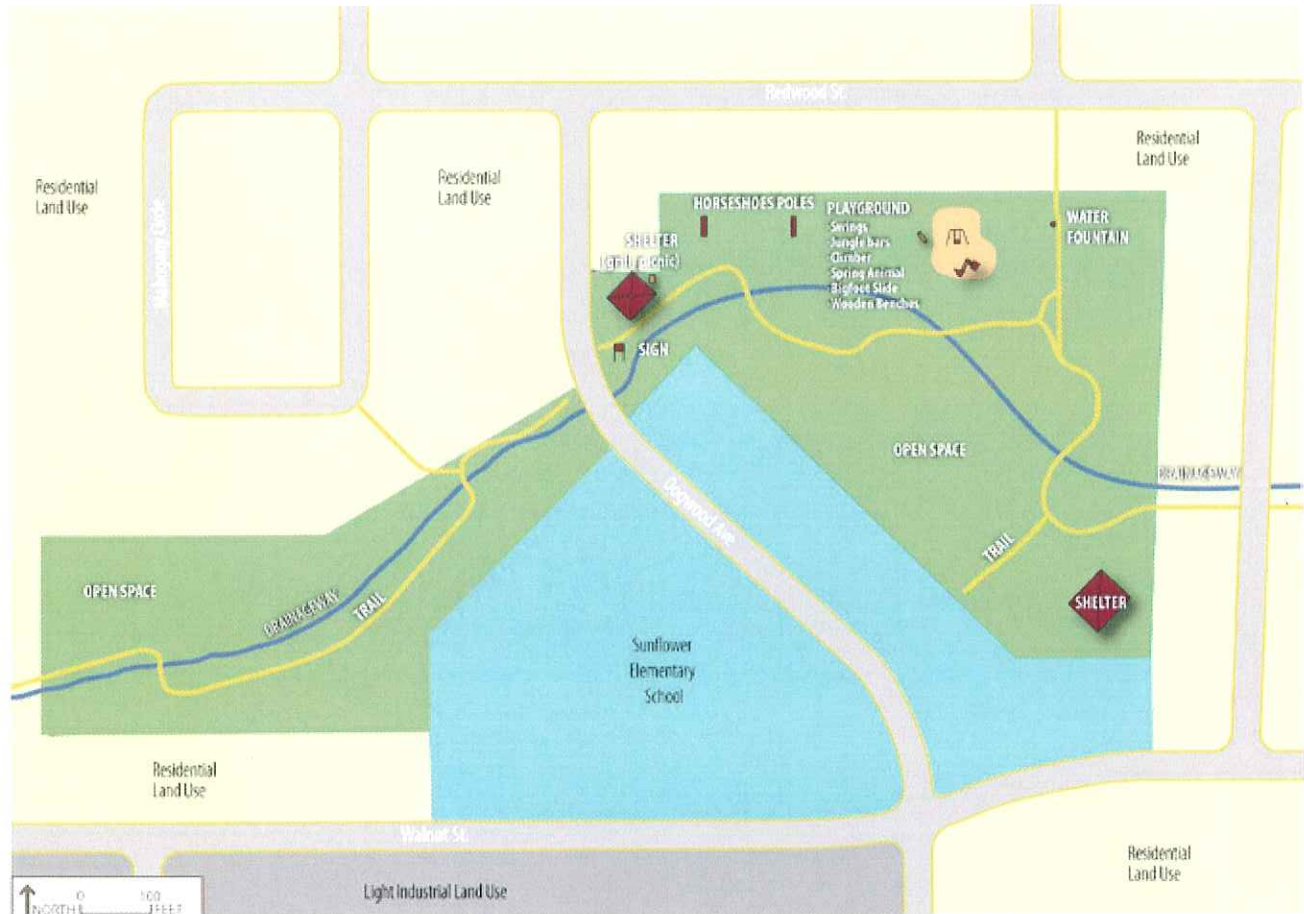 Redwood St.
Residential
Land Use
Residential
Land Use
Residential
Land Use
HORSESHOES POLES
PLAYGROUND
Swings
Jungle bars
Climber
Spring Animal
Bigfoot Slide
Wooden Benches
WATER
FOUNTAIN
SHELTER
(grill, picnic)
SIGN
OPEN SPACE
DRAINAGEWAY
Dogwood Ave.
TRAIL
OPEN SPACE
DRAINAGEWAY
TRAIL
SHELTER
Sunflower
Elementary
School
Residential
Land Use
Walnut St.
Residential
Land Use
Light Industrial Land Use
NORTH
0
FEET